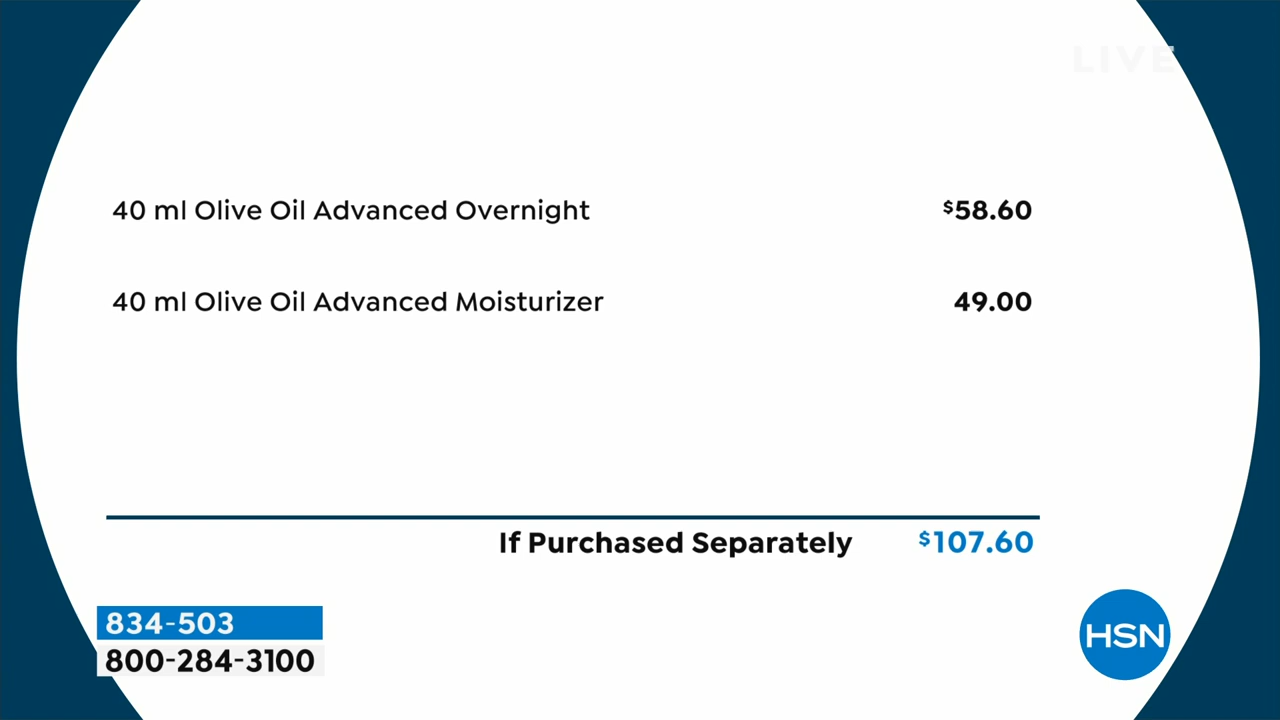 LIVE
40 ml Olive Oil Advanced Overnight $58.60
40 ml Olive Oil Advanced Moisturizer 49.00
If Purchased Separately $107.60
834-503
800-284-3100
HSN